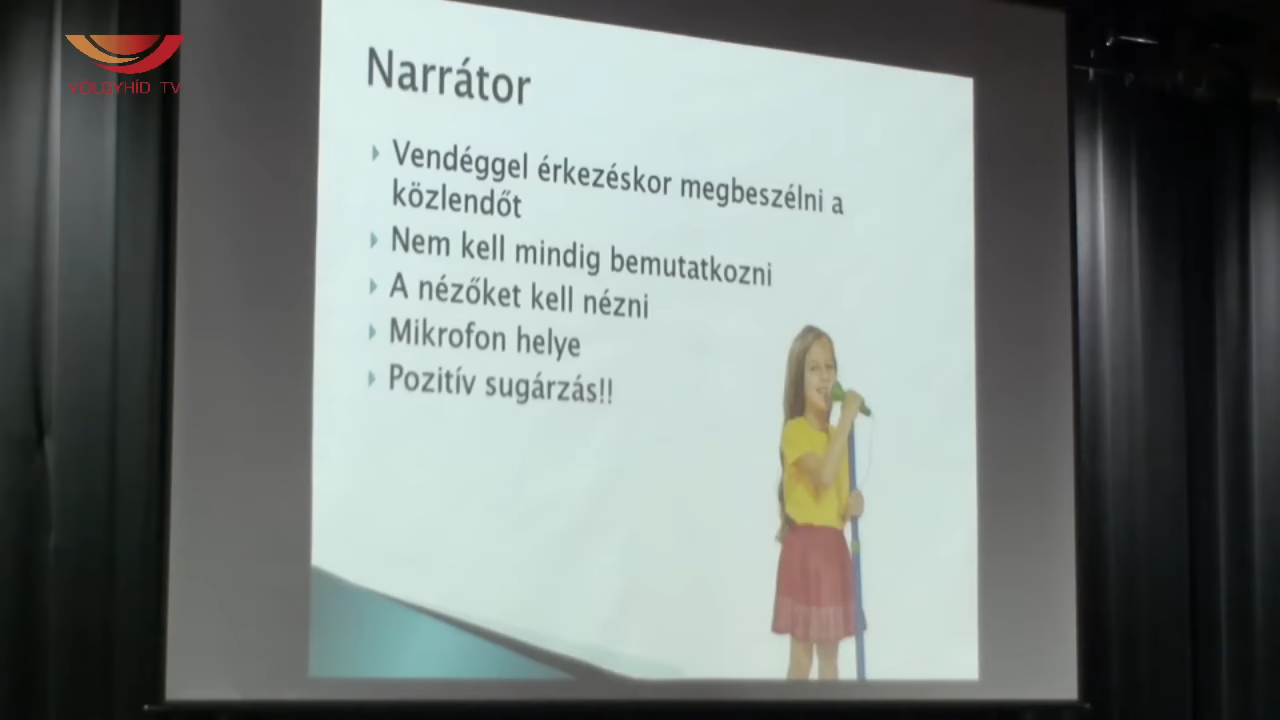 VÖLGYHÍD TV
Narrátor
Vendéggel érkezéskor megbeszélni a
közlendőt
Nem kell mindig bemutatkozni
A nézőket kell nézni
Mikrofon helye
Pozitív sugárzás!!